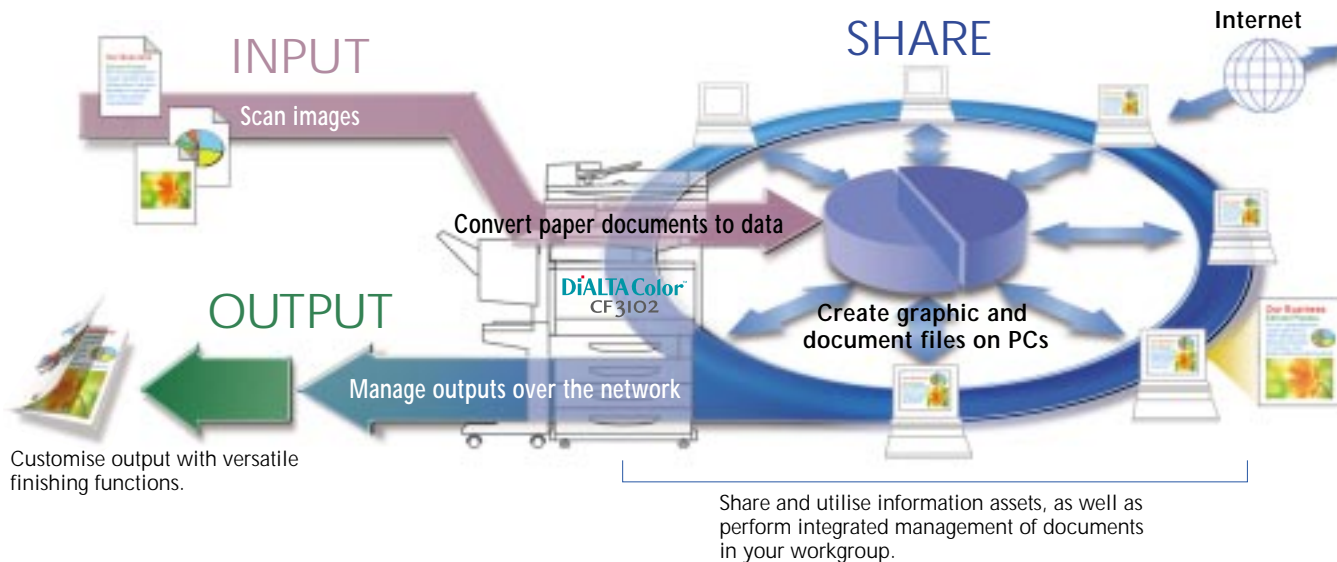 INPUT
SHARE
Internet
Scan images
Convert paper documents to data
DiALTA Color™
CF3102
Create graphic and
document files on PCs
OUTPUT
Our Business
Manage outputs over the network
Customise output with versatile
finishing functions.
Share and utilise information assets, as well as
perform integrated management of documents
in your workgroup.